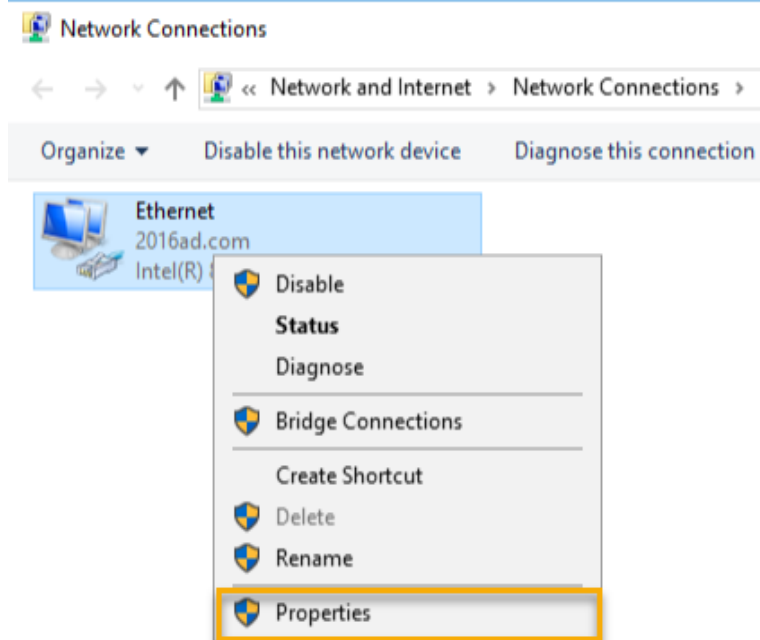 Network Connections
« Network and Internet > Network Connections >
Organize Disable this network device Diagnose this connection
Ethernet
2016ad.com
Intel(R)
Disable
Status
Diagnose
Bridge Connections
Create Shortcut
Delete
Rename
Properties